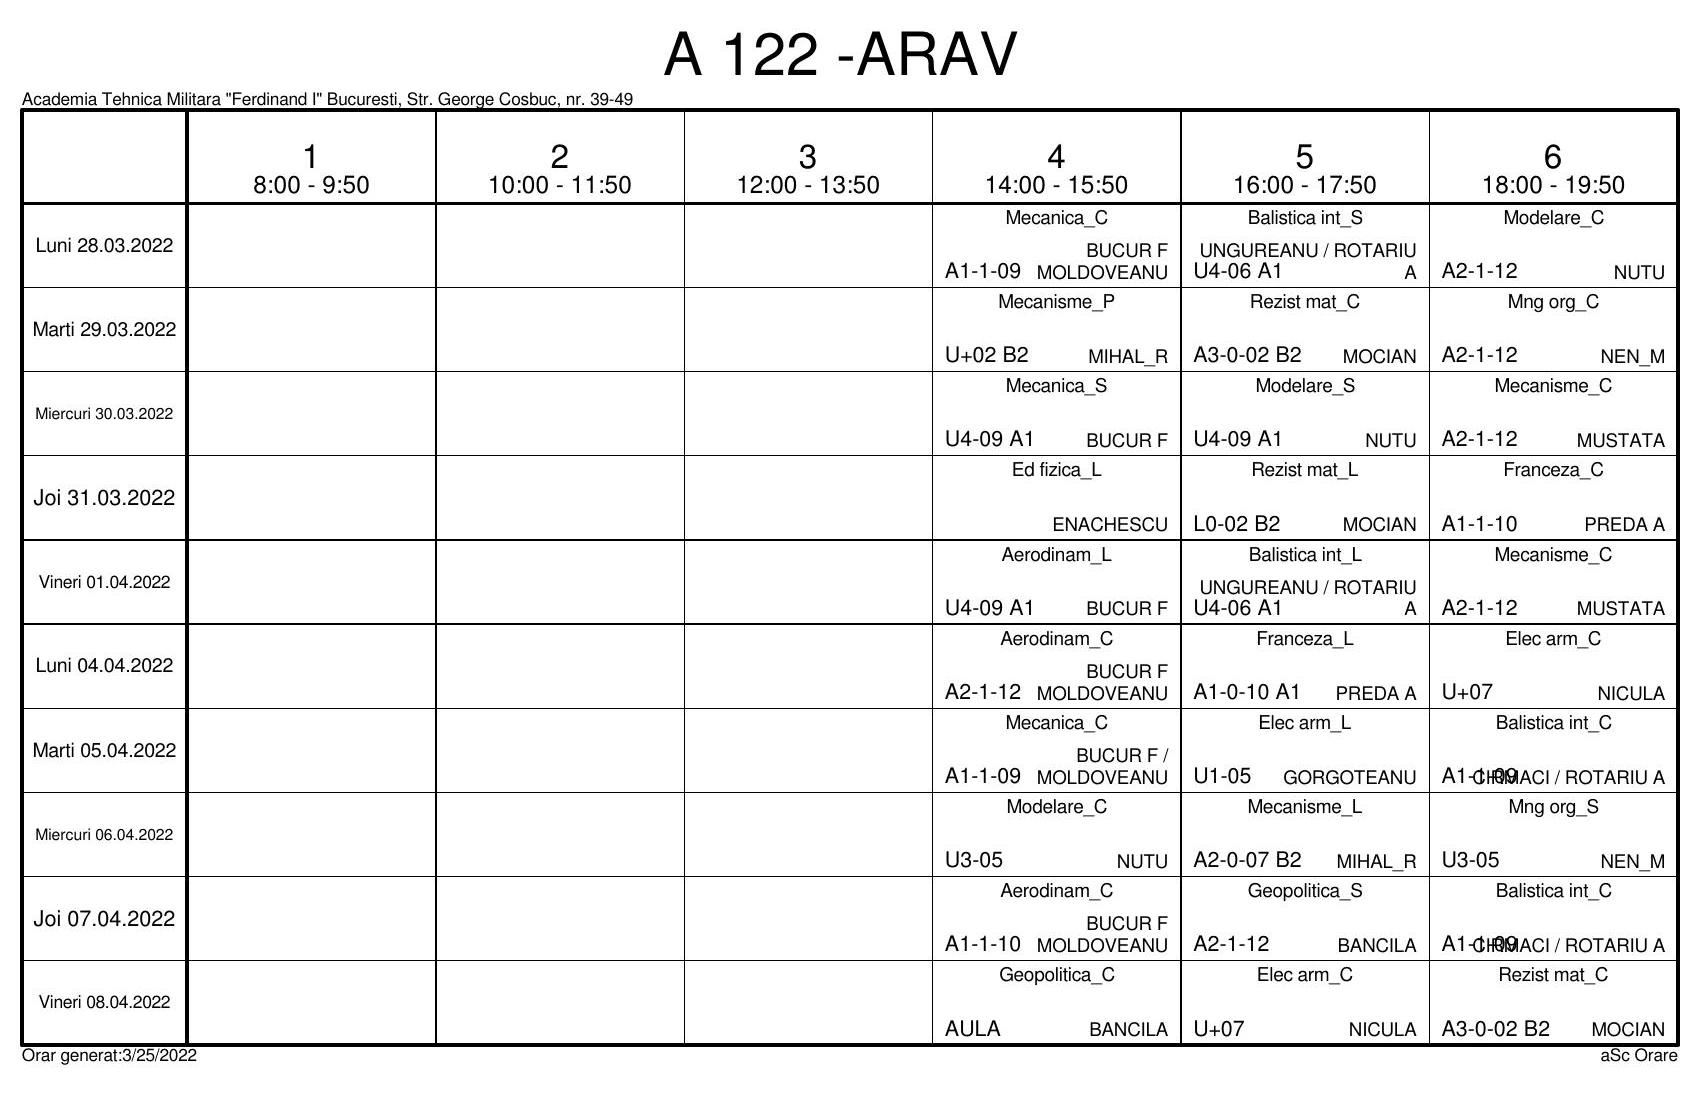 A 122 -ARAV
Academia Tehnica Militara "Ferdinand I" Bucuresti, Str. George Cosbuc, nr. 39-49
1 2 3 4 5 6
8:00 - 9:50 10:00 - 11:50 12:00 - 13:50 14:00 - 15:50 16:00 - 17:50 18:00 - 19:50
Luni 28.03.2022
Mecanica_C
BUCUR F
A1-1-09 MOLDOVEANU
Balistica int_S
UNGUREANU / ROTARIU
U4-06 A1 A
Modelare_C
A2-1-12 NUTU
Marti 29.03.2022
Mecanisme_P
U+02 B2 MIHAL_R
Rezist mat_C
A3-0-02 B2 MOCIAN
Mng org_C
A2-1-12 NEN_M
Miercuri 30.03.2022
Mecanica_S
U4-09 A1 BUCUR F
Modelare_S
U4-09 A1 NUTU
Mecanisme_C
A2-1-12 MUSTATA
Joi 31.03.2022
Ed fizica_L
ENACHESCU
Rezist mat_L
L0-02 B2 MOCIAN
Franceza_C
A1-1-10 PREDA A
Vineri 01.04.2022
Aerodinam_L
U4-09 A1 BUCUR F
Balistica int_L
UNGUREANU / ROTARIU
U4-06 A1 A
Mecanisme_C
A2-1-12 MUSTATA
Luni 04.04.2022
Aerodinam_C
BUCUR F
A2-1-12 MOLDOVEANU
Franceza_L
A1-0-10 A1 PREDA A
Elec arm_C
U+07 NICULA
Marti 05.04.2022
Mecanica_C
BUCUR F /
A1-1-09 MOLDOVEANU
Elec arm_L
U1-05 GORGOTEANU
Balistica int_C
A1-1-09 / ROTARIU A
Miercuri 06.04.2022
Modelare_C
U3-05 NUTU
Mecanisme_L
A2-0-07 B2 MIHAL_R
Mng org_S
U3-05 NEN_M
Joi 07.04.2022
Aerodinam_C
BUCUR F
A1-1-10 MOLDOVEANU
Geopolitica_S
A2-1-12 BANCILA
Balistica int_C
A1-1-09 / ROTARIU A
Vineri 08.04.2022
Geopolitica_C
AULA BANCILA
Elec arm_C
U+07 NICULA
Rezist mat_C
A3-0-02 B2 MOCIAN
Orar generat:3/25/2022
aSc Orare